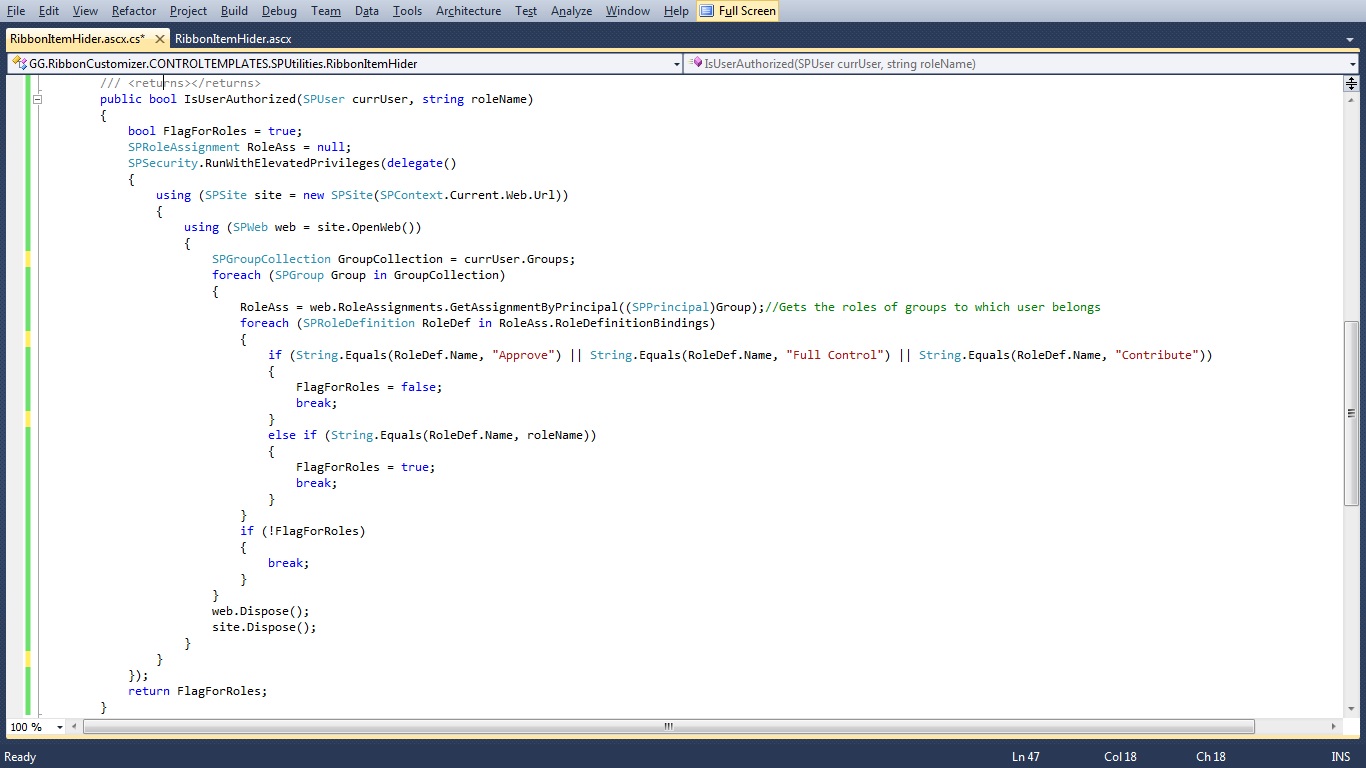 File Edit View Refactor Project Build Debug Team Data Tools Architecture Test Analyze Window Help Full Screen
RibbonItemHider.ascx.cs* RibbonItemHider.ascx
GG.RibbonCustomizer.CONTROLTEMPLATES.SPUtilities.RibbonItemHider IsUserAuthorized(SPUser currUser, string roleName)
/// <returns></returns>
public bool IsUserAuthorized(SPUser currUser, string roleName)
{
bool FlagForRoles = true;
SPRoleAssignment RoleAss = null;
SPSecurity.RunWithElevatedPrivileges(delegate()
{
using (SPSite site = new SPSite(SPContext.Current.Web.Url))
{
using (SPWeb web = site.OpenWeb())
{
SPGroupCollection GroupCollection = currUser.Groups;
foreach (SPGroup Group in GroupCollection)
{
RoleAss = web.RoleAssignments.GetAssignmentByPrincipal((SPPrincipal)Group);//Gets the roles of groups to which user belongs
foreach (SPRoleDefinition RoleDef in RoleAss.RoleDefinitionBindings)
{
if (String.Equals(RoleDef.Name, "Approve") || String.Equals(RoleDef.Name, "Full Control") || String.Equals(RoleDef.Name, "Contribute"))
{
FlagForRoles = false;
break;
}
else if (String.Equals(RoleDef.Name, roleName))
{
FlagForRoles = true;
break;
}
}
if (!FlagForRoles)
{
break;
}
}
web.Dispose();
site.Dispose();
}
}
});
return FlagForRoles;
}
100 %
Ready Ln 47 Col 18 Ch 18 INS